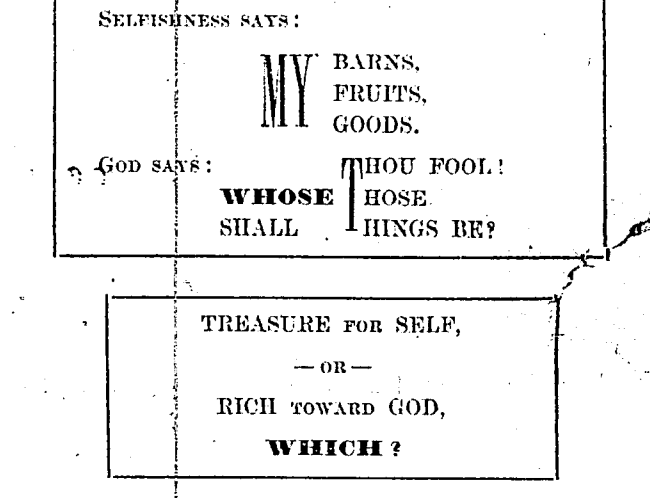 SELFISHNESS SAYS:
MY BARNS,
FRUITS,
GOODS.
GOD SAYS: THOU FOOL!
WHOSE THOSE
SHALL THINGS BE?
TREASURE FOR SELF,
— OR —
RICH TOWARD GOD,
WHICH?